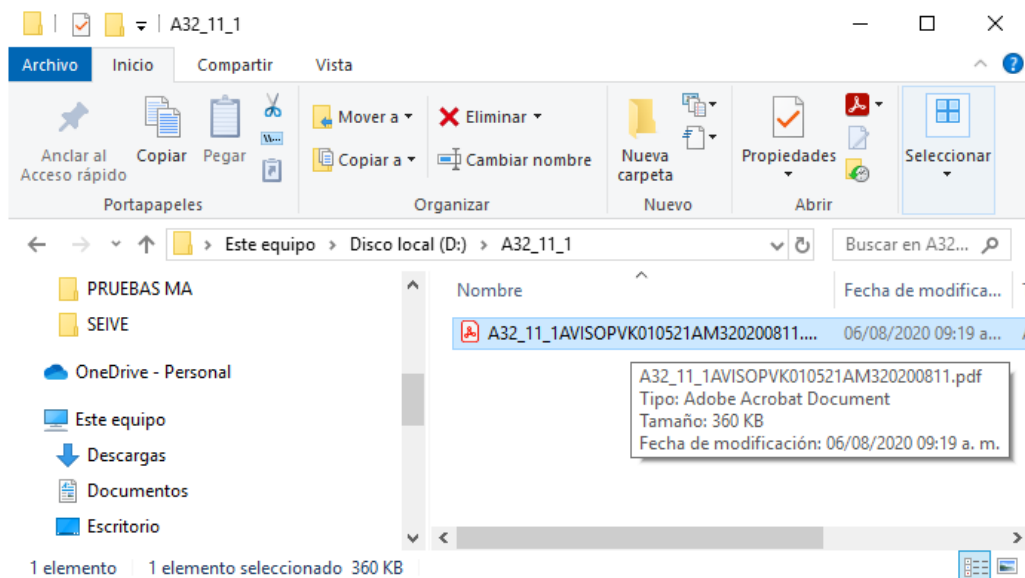 A32_11_1
Archivo Inicio Compartir Vista
Anclar al Acceso rápido
Copiar
Pegar
Mover a
Copiar a
Eliminar
Cambiar nombre
Nueva carpeta
Propiedades
Seleccionar
Portapapeles Organizar Nuevo Abrir
Este equipo > Disco local (D:) > A32_11_1
Buscar en A32...
PRUEBAS MA
SEIVE
OneDrive - Personal
Este equipo
Descargas
Documentos
Escritorio
Nombre Fecha de modifica...
A32_11_1AVISOPVK010521AM320200811.... 06/08/2020 09:19 a...
A32_11_1AVISOPVK010521AM320200811.pdf
Tipo: Adobe Acrobat Document
Tamaño: 360 KB
Fecha de modificación: 06/08/2020 09:19 a. m.
1 elemento 1 elemento seleccionado 360 KB